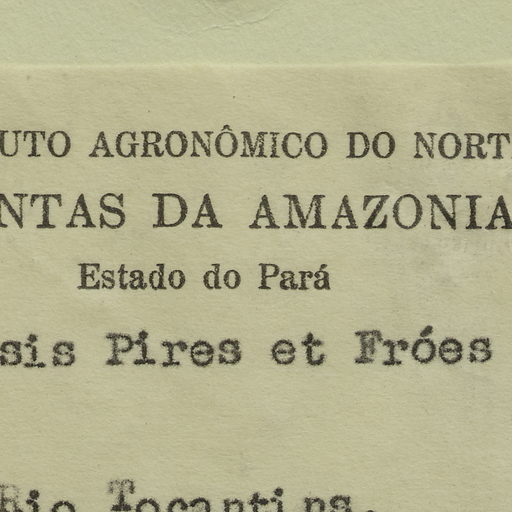 UTO AGRONÔMICO DO NORT
NTAS DA AMAZONIA
Estado do Pará
sis Pires et Fróes
Rio Tocantins.